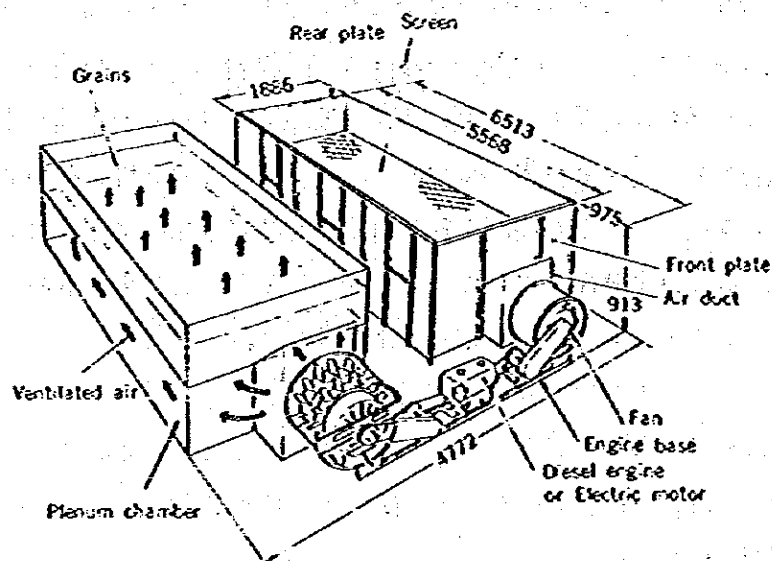 Screen
Rear plate
Grains
1886
6513
5568
975
Front plate
Air duct
913
Ventilated air
Fan
Engine base
4772
Diesel engine
or Electric motor
Plenum chamber